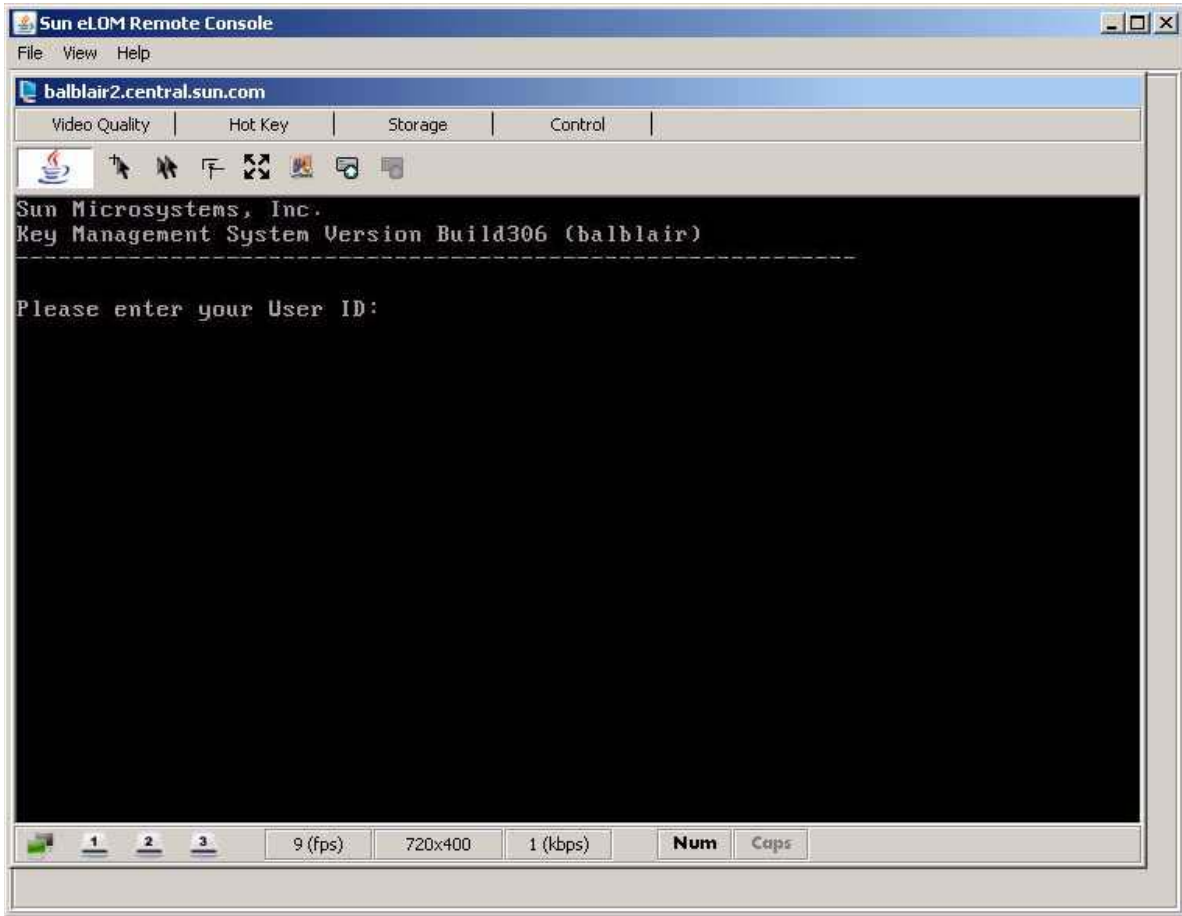 Sun eLOM Remote Console
File View Help
balblair2.central.sun.com
Video Quality | Hot Key | Storage | Control |
Sun Microsystems, Inc.
Key Management System Version Build306 (balblair)
------------------------------------------------------------
Please enter your User ID:
1 2 3 9 (fps) 720x400 1 (kbps) Num Caps